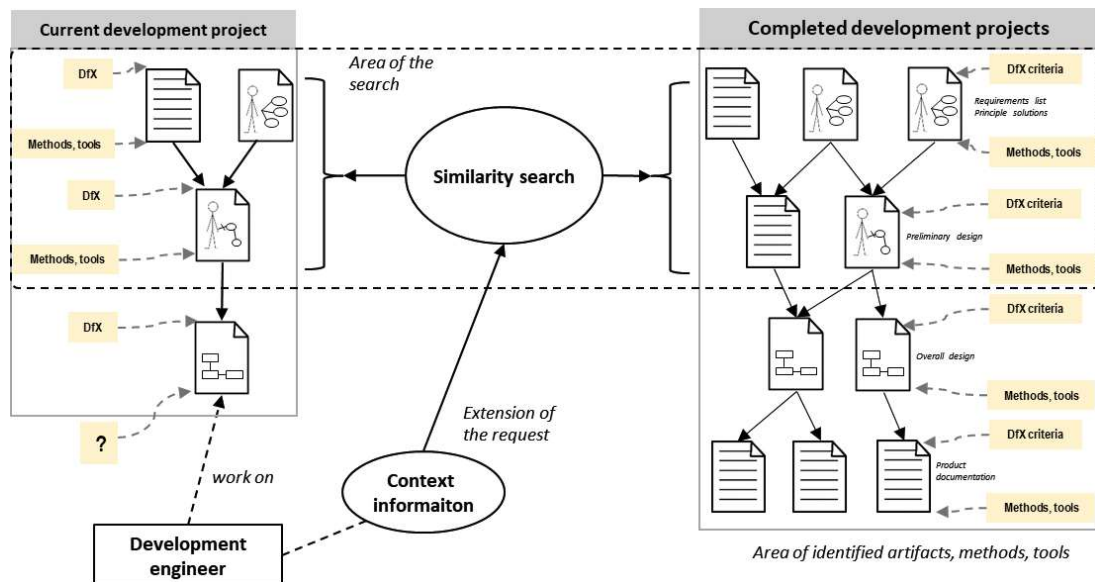 Current development project
Completed development projects
DfX
Area of the
search
DfX criteria
Requirements list
Principle solutions
Methods, tools
Methods, tools
Similarity search
DfX
DfX criteria
Preliminary design
Methods, tools
Methods, tools
DfX
DfX criteria
Overall design
Methods, tools
?
Extension of
the request
DfX criteria
work on
Product
documentation
Context
informaiton
Methods, tools
Development
engineer
Area of identified artifacts, methods, tools